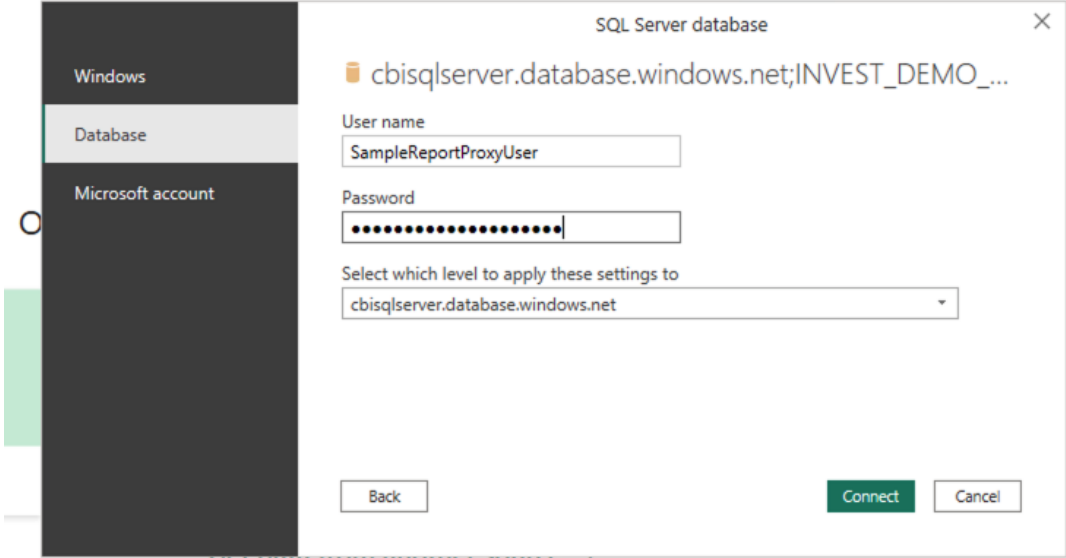 SQL Server database
Windows
Database
Microsoft account
cbisqlserver.database.windows.net;INVEST_DEMO_...
User name
SampleReportProxyUser
Password
••••••••••••••••••••
Select which level to apply these settings to
cbisqlserver.database.windows.net
Back
Connect
Cancel
O